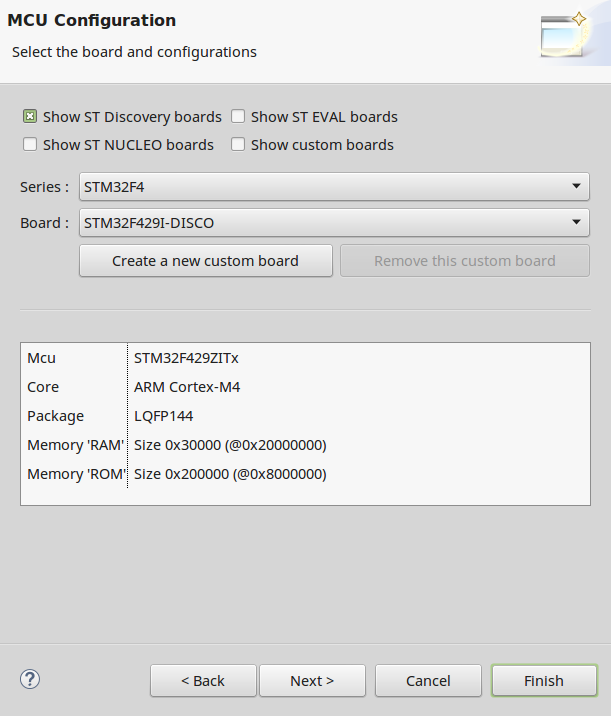 MCU Configuration
Select the board and configurations
Show ST Discovery boards Show ST EVAL boards
Show ST NUCLEO boards Show custom boards
Series : STM32F4
Board : STM32F429I-DISCO
Create a new custom board Remove this custom board
Mcu STM32F429ZITx
Core ARM Cortex-M4
Package LQFP144
Memory 'RAM' Size 0x30000 (@0x20000000)
Memory 'ROM' Size 0x200000 (@0x8000000)
? < Back Next > Cancel Finish